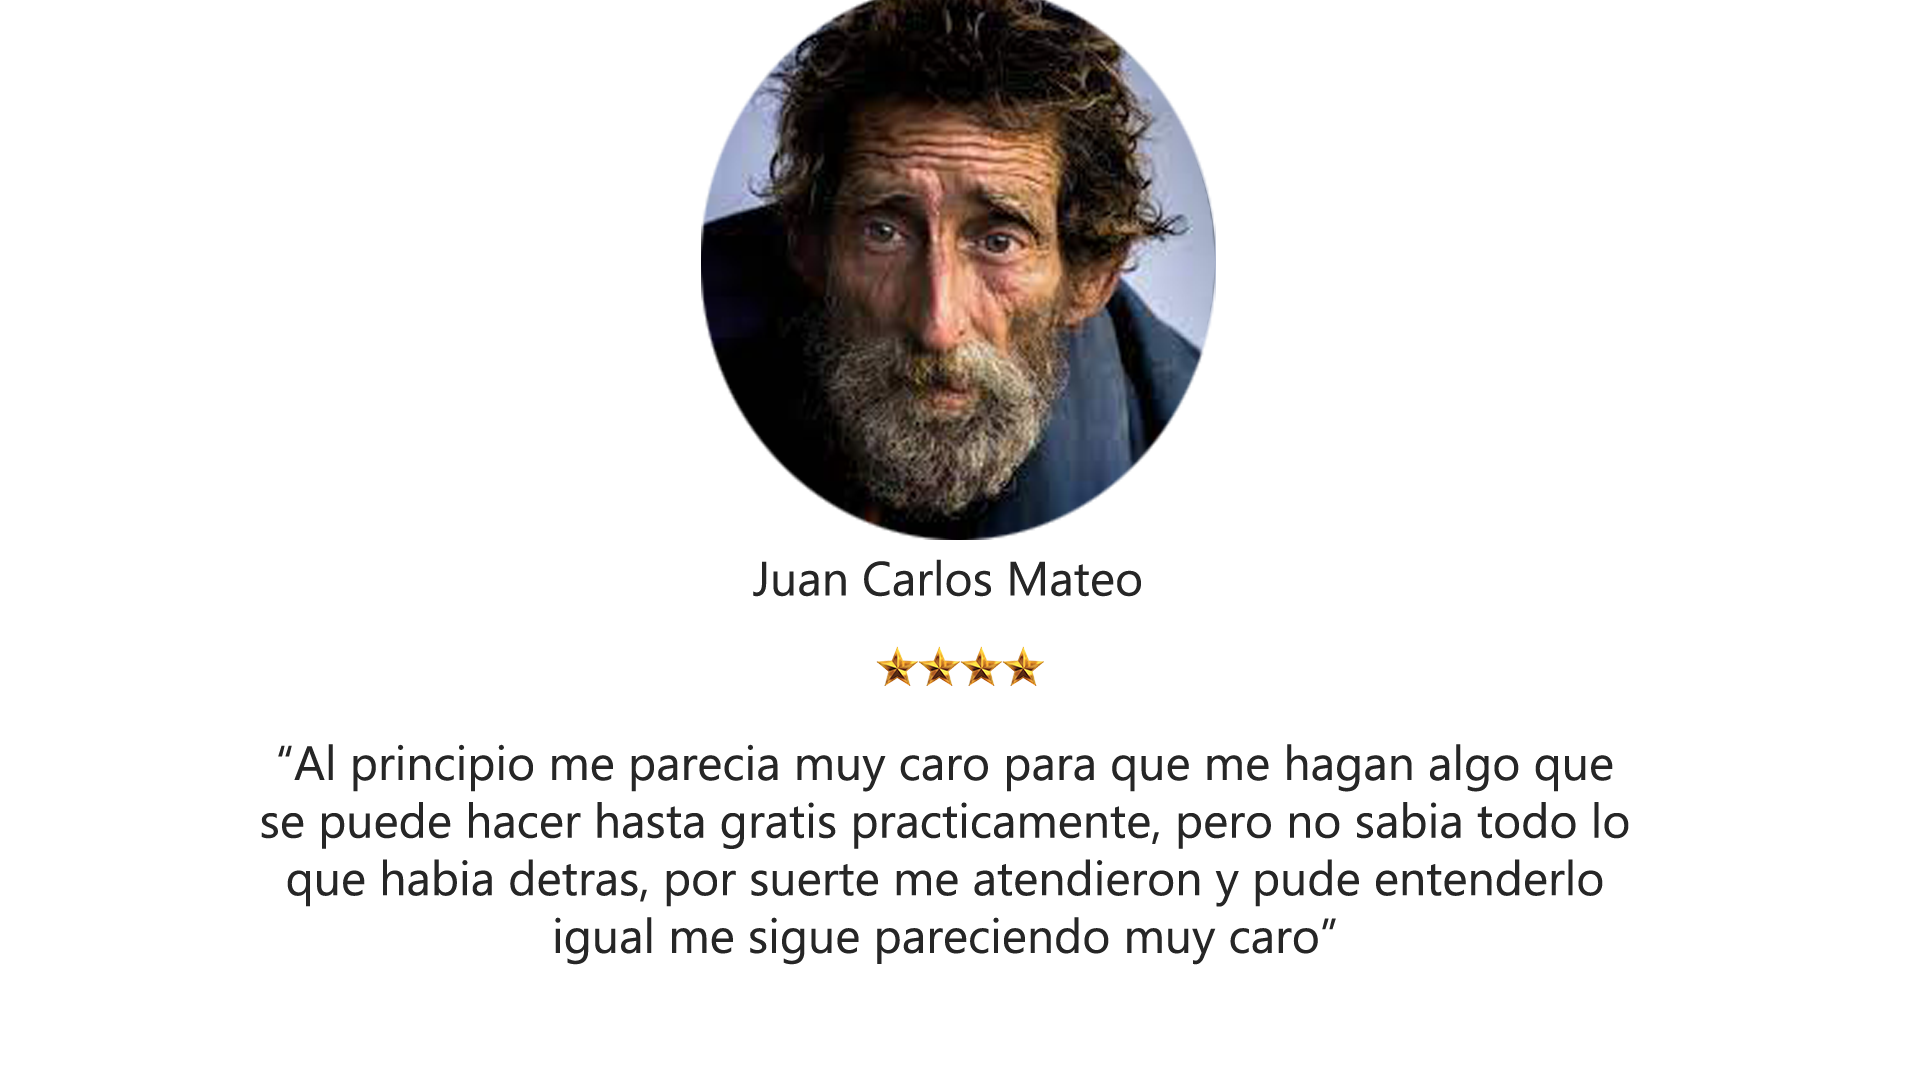 Juan Carlos Mateo
“Al principio me parecia muy caro para que me hagan algo que
se puede hacer hasta gratis practicamente, pero no sabia todo lo
que habia detras, por suerte me atendieron y pude entenderlo
igual me sigue pareciendo muy caro”